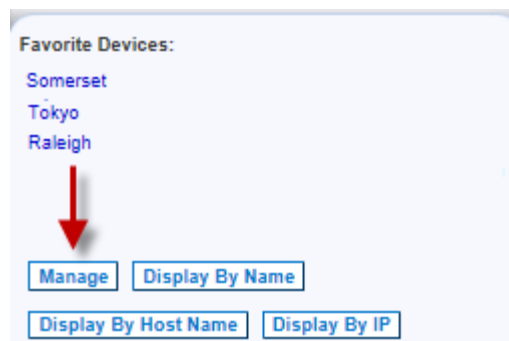 Favorite Devices:
Somerset
Tokyo
Raleigh
Manage Display By Name
Display By Host Name Display By IP